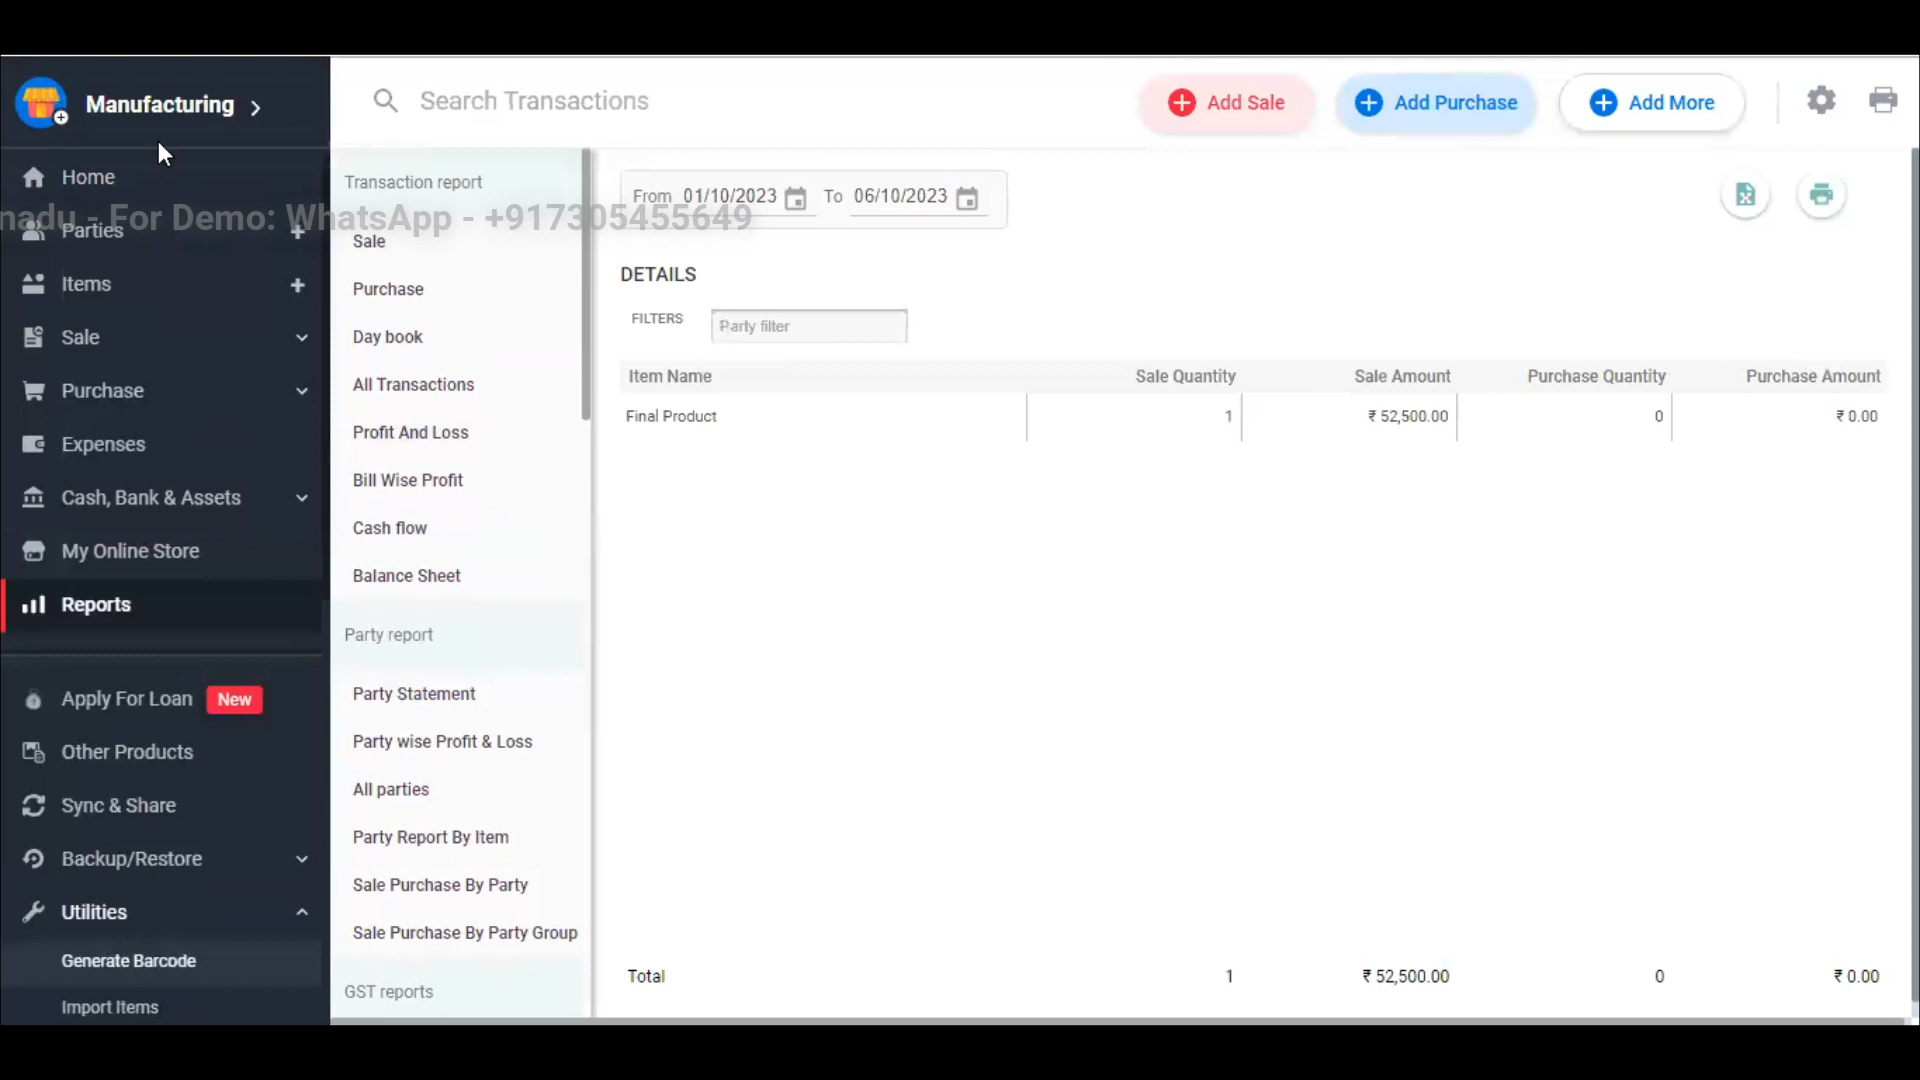 Manufacturing
Search Transactions
Add Sale
Add Purchase
Add More
Home
nadu - For Demo: WhatsApp - +917305455649
Parties
Items
Sale
Purchase
Expenses
Cash, Bank & Assets
My Online Store
Reports
Apply For Loan New
Other Products
Sync & Share
Backup/Restore
Utilities
Generate Barcode
Import Items
Transaction report
Sale
Purchase
Day book
All Transactions
Profit And Loss
Bill Wise Profit
Cash flow
Balance Sheet
Party report
Party Statement
Party wise Profit & Loss
All parties
Party Report By Item
Sale Purchase By Party
Sale Purchase By Party Group
GST reports
From 01/10/2023 To 06/10/2023
DETAILS
FILTERS Party filter
Item Name Sale Quantity Sale Amount Purchase Quantity Purchase Amount
Final Product 1 ₹ 52,500.00 0 ₹ 0.00
Total 1 ₹ 52,500.00 0 ₹ 0.00